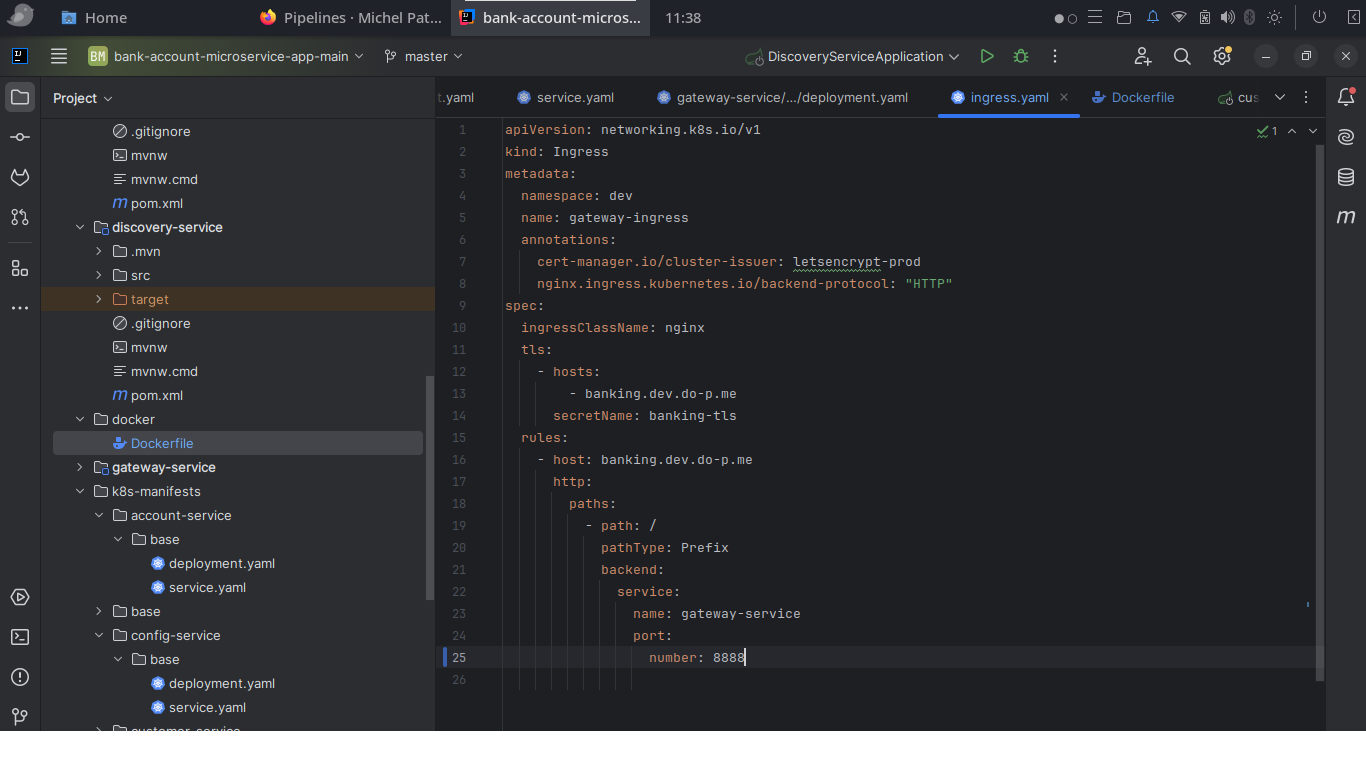 Home
Pipelines · Michel Pat...
bank-account-micros...
11:38
BM bank-account-microservice-app-main
master
DiscoveryServiceApplication
Project
.gitignore
mvnw
mvnw.cmd
pom.xml
discovery-service
.mvn
src
target
.gitignore
mvnw
mvnw.cmd
pom.xml
docker
Dockerfile
gateway-service
k8s-manifests
account-service
base
deployment.yaml
service.yaml
base
config-service
base
deployment.yaml
service.yaml
customer-service
t.yaml
service.yaml
gateway-service/.../deployment.yaml
ingress.yaml
Dockerfile
cus
1
1 apiVersion: networking.k8s.io/v1
2 kind: Ingress
3 metadata:
4 namespace: dev
5 name: gateway-ingress
6 annotations:
7 cert-manager.io/cluster-issuer: letsencrypt-prod
8 nginx.ingress.kubernetes.io/backend-protocol: "HTTP"
9 spec:
10 ingressClassName: nginx
11 tls:
12 - hosts:
13 - banking.dev.do-p.me
14 secretName: banking-tls
15 rules:
16 - host: banking.dev.do-p.me
17 http:
18 paths:
19 - path: /
20 pathType: Prefix
21 backend:
22 service:
23 name: gateway-service
24 port:
25 number: 8888
26